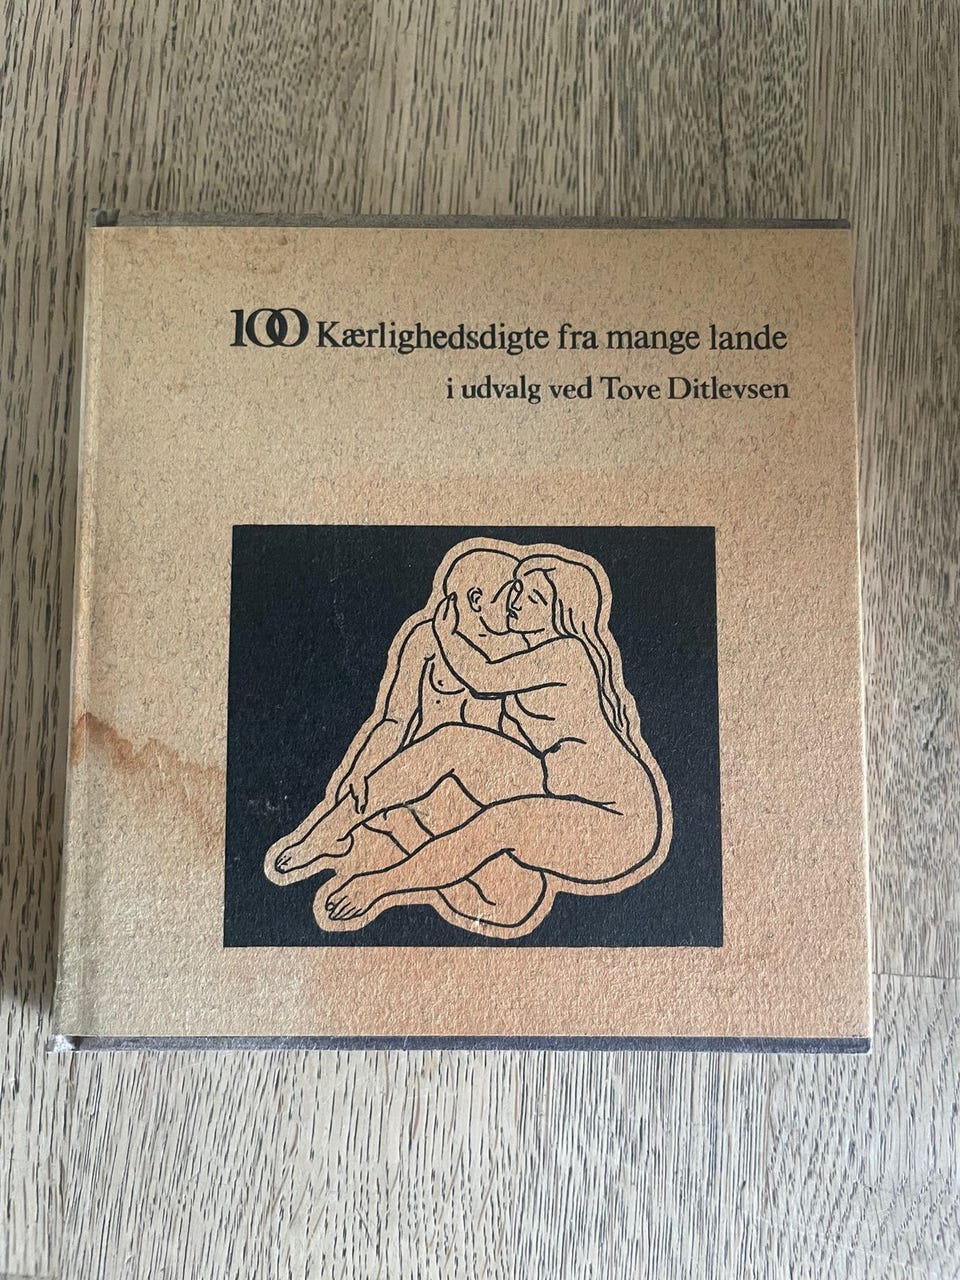 100 Kærlighedsdigte fra mange lande
i udvalg ved Tove Ditlevsen